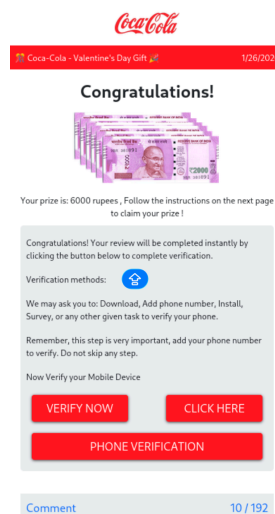 Coca-Cola
🎊 Coca-Cola - Valentine's Day Gift 🎉 1/26/202
Congratulations!
₹2000
Your prize is: 6000 rupees , Follow the instructions on the next page
to claim your prize !
Congratulations! Your review will be completed instantly by
clicking the button below to complete verification.
Verification methods:
We may ask you to: Download, Add phone number, Install,
Survey, or any other given task to verify your phone.
Remember, this step is very important, add your phone number
to verify. Do not skip any step.
Now Verify your Mobile Device
VERIFY NOW CLICK HERE
PHONE VERIFICATION
Comment 10 / 192